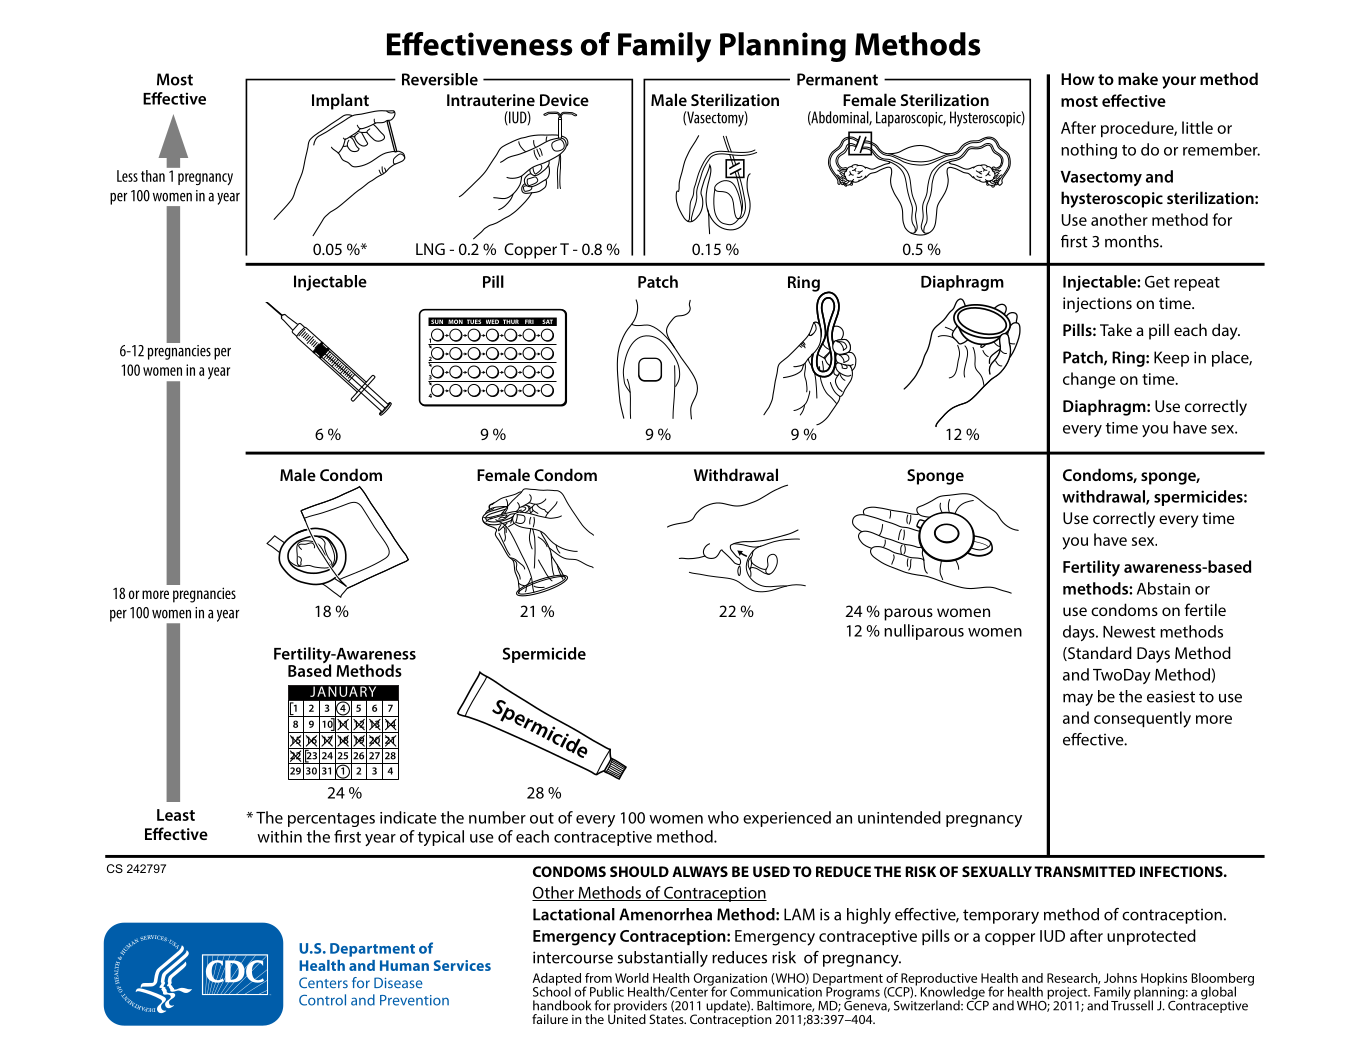 Effectiveness of Family Planning Methods
Most
Effective
Less than 1 pregnancy
per 100 women in a year
6-12 pregnancies per
100 women in a year
18 or more pregnancies
per 100 women in a year
Least
Effective
Reversible
Implant
0.05 %*
Intrauterine Device
(IUD)
LNG - 0.2 % Copper T - 0.8 %
Permanent
Male Sterilization
(Vasectomy)
0.15 %
Female Sterilization
(Abdominal, Laparoscopic, Hysteroscopic)
0.5 %
How to make your method
most effective
After procedure, little or
nothing to do or remember.
Vasectomy and
hysteroscopic sterilization:
Use another method for
first 3 months.
Injectable
6 %
Pill
SUN MON TUES WED THUR FRI SAT
1
2
3
4
9 %
Patch
9 %
Ring
9 %
Diaphragm
12 %
Injectable: Get repeat
injections on time.
Pills: Take a pill each day.
Patch, Ring: Keep in place,
change on time.
Diaphragm: Use correctly
every time you have sex.
Male Condom
18 %
Female Condom
21 %
Withdrawal
22 %
Sponge
24 % parous women
12 % nulliparous women
Fertility-Awareness
Based Methods
JANUARY
1 2 3 4 5 6 7
8 9 10 11 12 13 14
15 16 17 18 19 20 21
22 23 24 25 26 27 28
29 30 31 1 2 3 4
24 %
Spermicide
Spermicide
28 %
Condoms, sponge,
withdrawal, spermicides:
Use correctly every time
you have sex.
Fertility awareness-based
methods: Abstain or
use condoms on fertile
days. Newest methods
(Standard Days Method
and TwoDay Method)
may be the easiest to use
and consequently more
effective.
* The percentages indicate the number out of every 100 women who experienced an unintended pregnancy
within the first year of typical use of each contraceptive method.
CS 242797
CONDOMS SHOULD ALWAYS BE USED TO REDUCE THE RISK OF SEXUALLY TRANSMITTED INFECTIONS.
Other Methods of Contraception
Lactational Amenorrhea Method: LAM is a highly effective, temporary method of contraception.
Emergency Contraception: Emergency contraceptive pills or a copper IUD after unprotected
intercourse substantially reduces risk of pregnancy.
Adapted from World Health Organization (WHO) Department of Reproductive Health and Research, Johns Hopkins Bloomberg
School of Public Health/Center for Communication Programs (CCP). Knowledge for health project. Family planning: a global
handbook for providers (2011 update). Baltimore, MD; Geneva, Switzerland: CCP and WHO; 2011; and Trussell J. Contraceptive
failure in the United States. Contraception 2011;83:397–404.
DEPARTMENT OF HEALTH & HUMAN SERVICES·USA
CDC
U.S. Department of
Health and Human Services
Centers for Disease
Control and Prevention